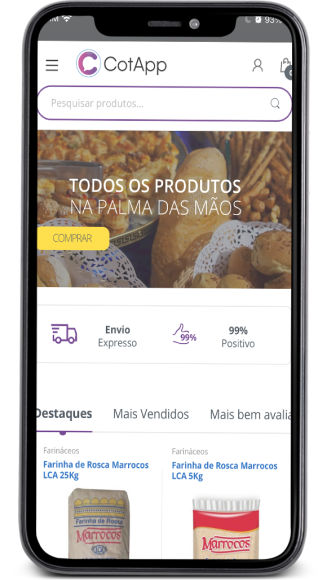 93%
CotApp
Pesquisar produtos...
TODOS OS PRODUTOS
NA PALMA DAS MÃOS
COMPRAR
Envio
Expresso
99%
99%
Positivo
Destaques
Mais Vendidos
Mais bem avalia
Farináceos
Farinha de Rosca Marrocos
LCA 25Kg
Farináceos
Farinha de Rosca Marrocos
LCA 5Kg
Farinha de Rosca
Marrocos
Marrocos